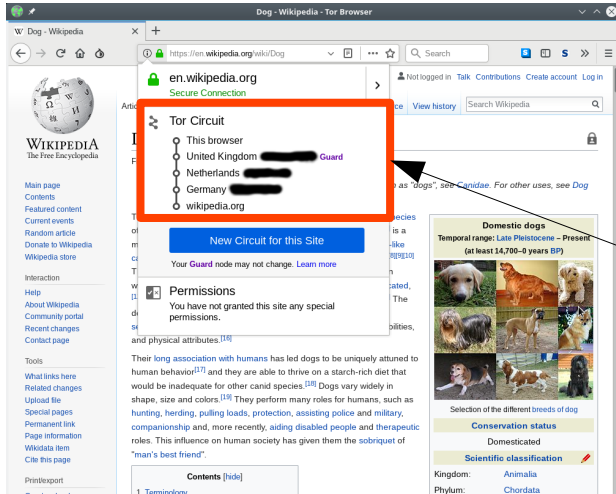 Dog - Wikipedia - Tor Browser
W Dog - Wikipedia
https://en.wikipedia.org/wiki/Dog
Search
en.wikipedia.org
Secure Connection
Not logged in Talk Contributions Create account Log in
View history
Search Wikipedia
WIKIPEDIA
The Free Encyclopedia
Tor Circuit
This browser
United Kingdom Guard
Netherlands
Germany
wikipedia.org
as "dogs", see Canidae. For other uses, see Dog
New Circuit for this Site
Your Guard node may not change. Learn more
Permissions
You have not granted this site any special
permissions.
Main page
Contents
Featured content
Current events
Random article
Donate to Wikipedia
Wikipedia store
Interaction
Help
About Wikipedia
Community portal
Recent changes
Contact page
Tools
What links here
Related changes
Upload file
Special pages
Permanent link
Page information
Wikidata item
Cite this page
Print/export
is a
The
and physical attributes.[16]
Their long association with humans has led dogs to be uniquely attuned to
human behavior[17] and they are able to thrive on a starch-rich diet that
would be inadequate for other canid species.[18] Dogs vary widely in
shape, size and colors.[19] They perform many roles for humans, such as
hunting, herding, pulling loads, protection, assisting police and military,
companionship and, more recently, aiding disabled people and therapeutic
roles. This influence on human society has given them the sobriquet of
"man's best friend".
Contents [hide]
1 Terminology
Domestic dogs
Temporal range: Late Pleistocene – Present
(at least 14,700–0 years BP)
Selection of the different breeds of dog
Conservation status
Domesticated
Scientific classification
Kingdom: Animalia
Phylum: Chordata